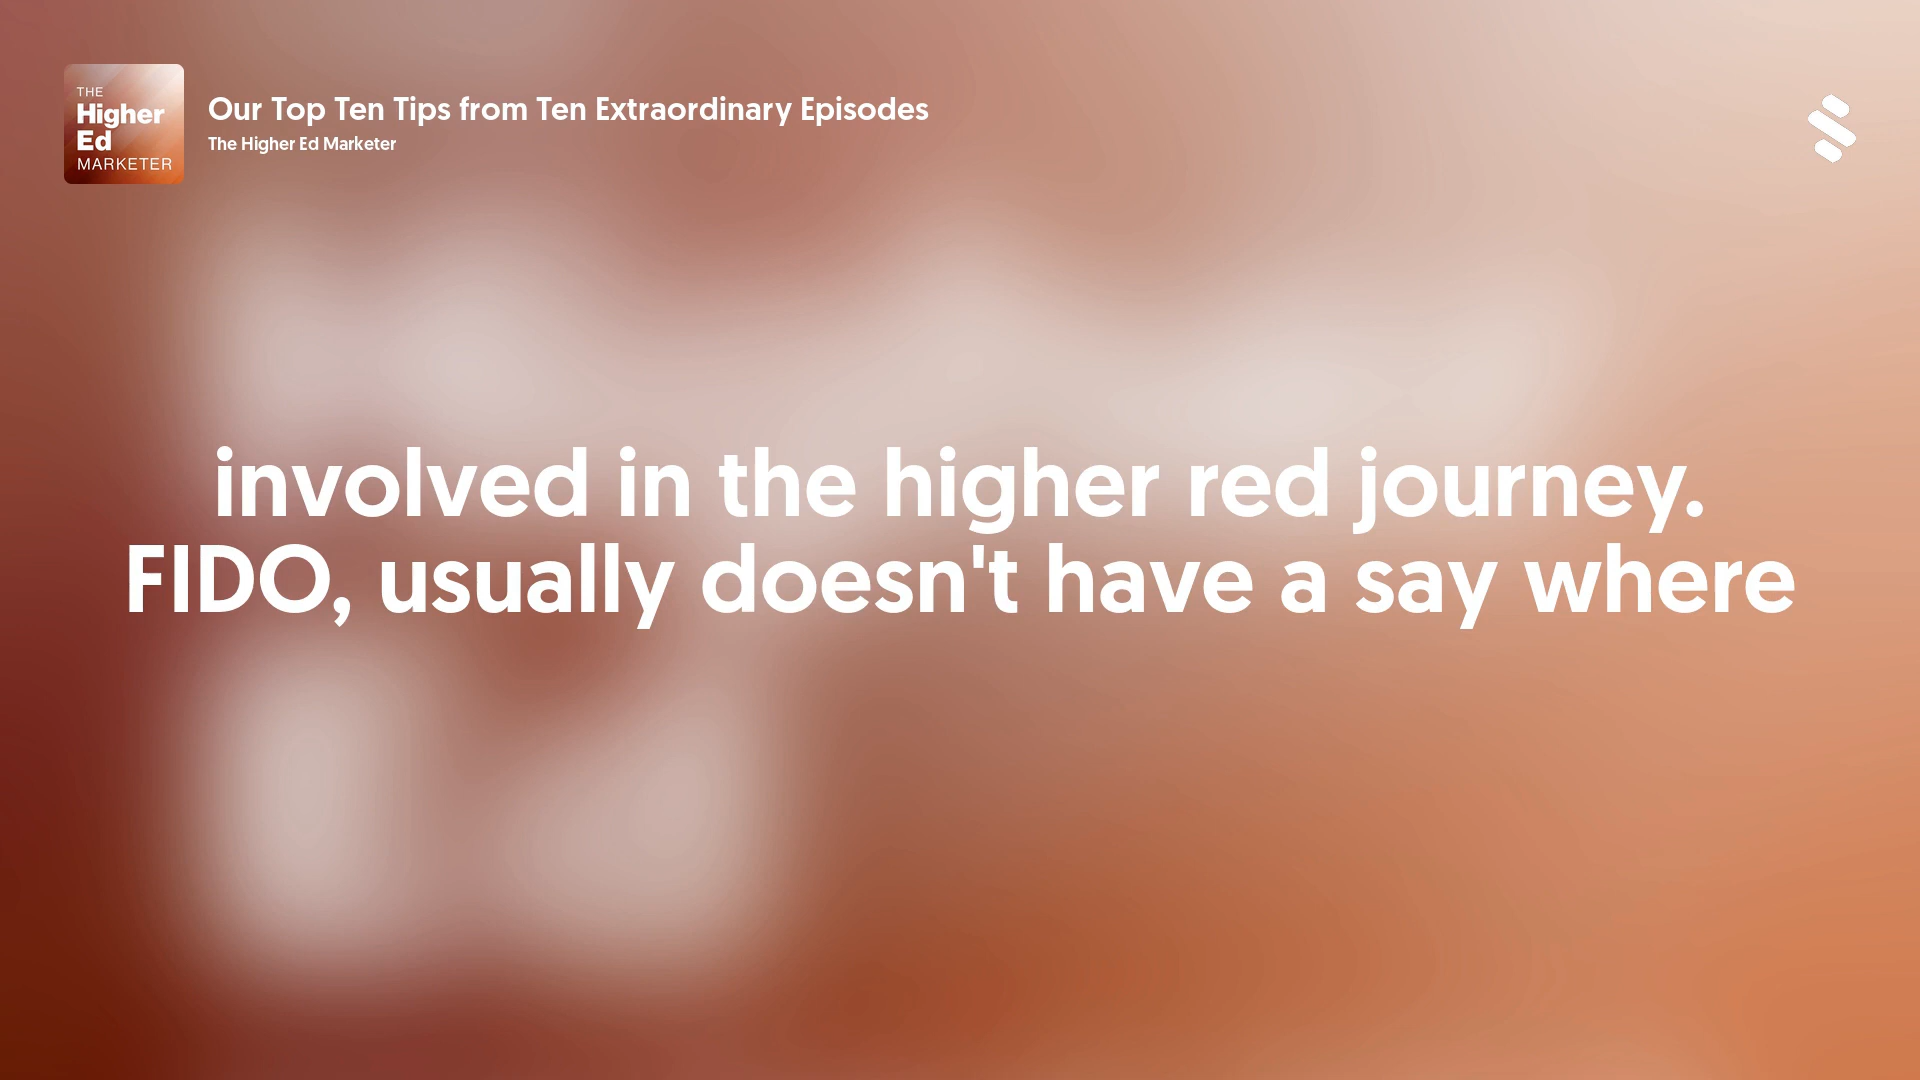 THE
Higher
Ed
MARKETER
Our Top Ten Tips from Ten Extraordinary Episodes
The Higher Ed Marketer
involved in the higher red journey.
FIDO, usually doesn't have a say where